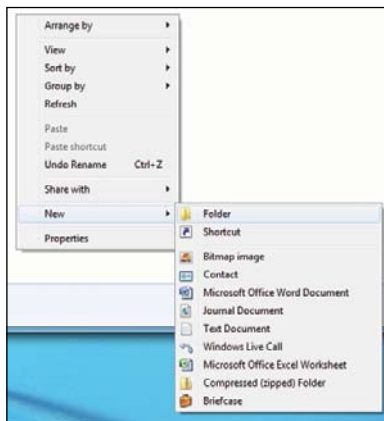 Arrange by
View
Sort by
Group by
Refresh
Paste
Paste shortcut
Undo Rename Ctrl+Z
Share with
New
Properties
Folder
Shortcut
Bitmap image
Contact
Microsoft Office Word Document
Journal Document
Text Document
Windows Live Call
Microsoft Office Excel Worksheet
Compressed (zipped) Folder
Briefcase